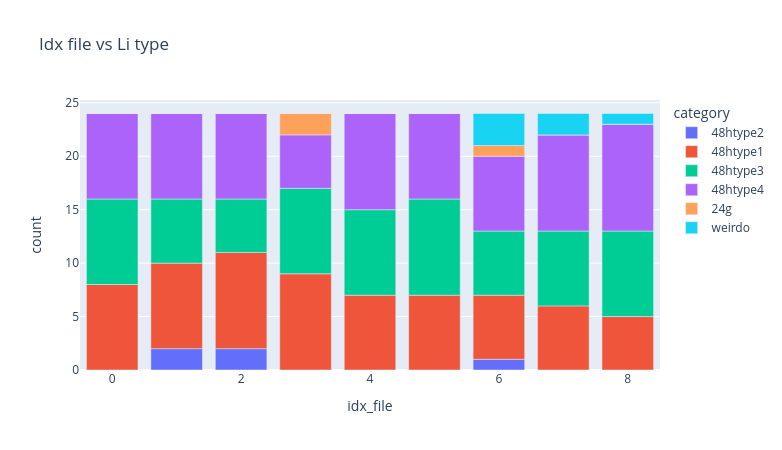 Idx file vs Li type
category
48htype2
48htype1
48htype3
48htype4
24g
weirdo
25
20
15
10
5
0
count
0 2 4 6 8
idx_file